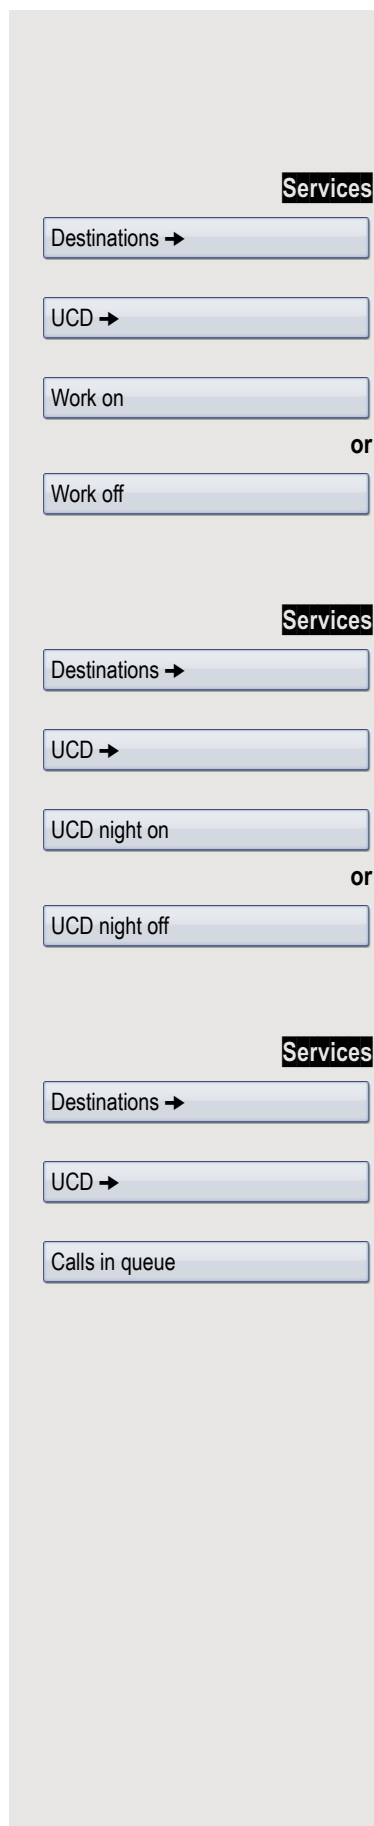 Services
Destinations ➔
UCD ➔
Work on
or
Work off
Services
Destinations ➔
UCD ➔
UCD night on
or
UCD night off
Services
Destinations ➔
UCD ➔
Calls in queue